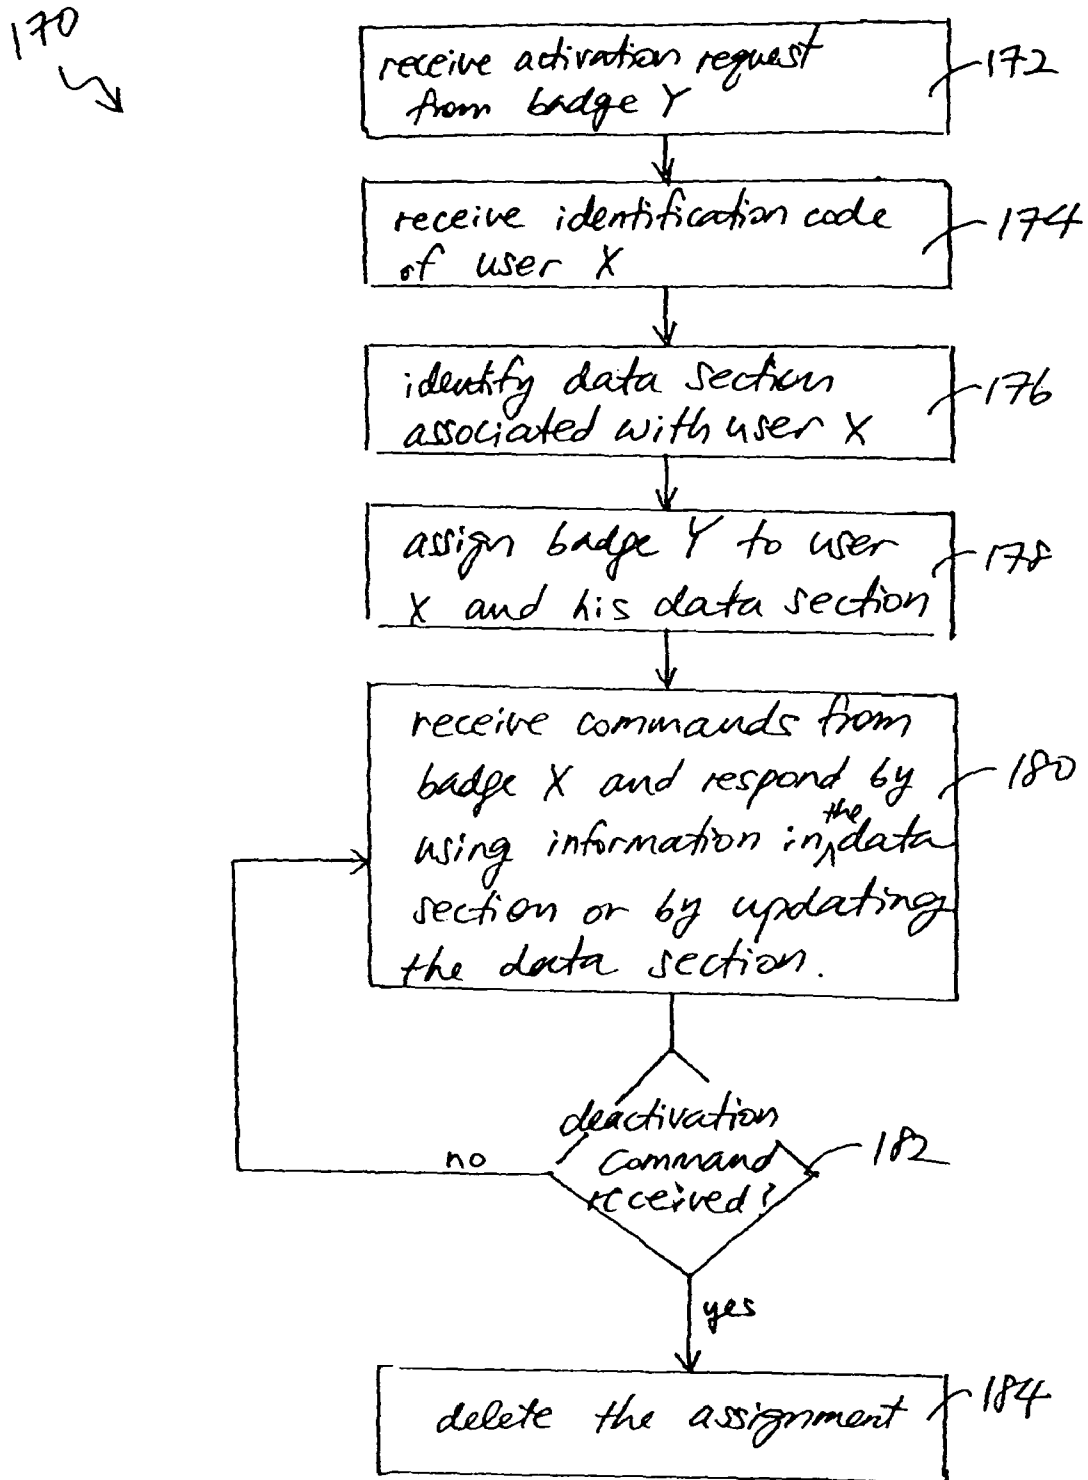 170
receive activation request
from badge Y
172
receive identification code
of user X
174
identify data section
associated with user X
176
assign badge Y to user
X and his data section
178
receive commands from
badge X and respond by
using information in the data
section or by updating
the data section.
180
deactivation
command
received?
182
no
yes
delete the assignment
184